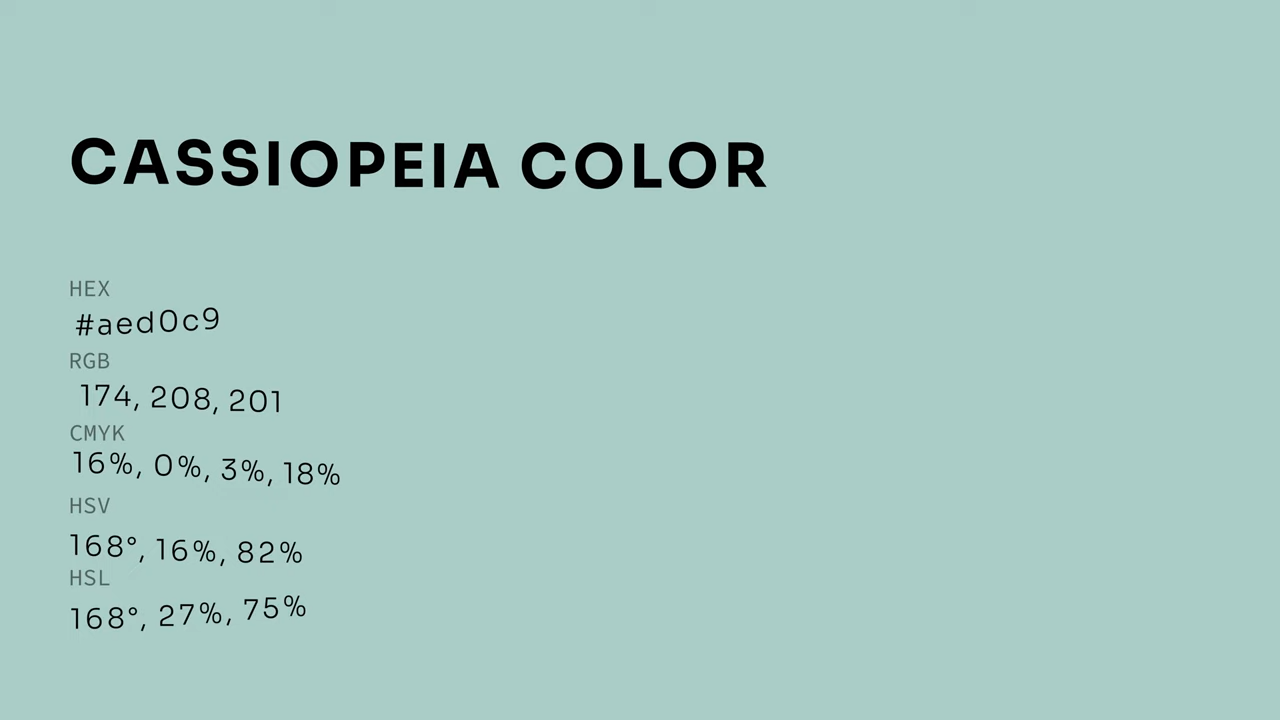 CASSIOPEIA COLOR
HEX
#aed0c9
RGB
174, 208, 201
CMYK
16%, 0%, 3%, 18%
HSV
168°, 16%, 82%
HSL
168°, 27%, 75%